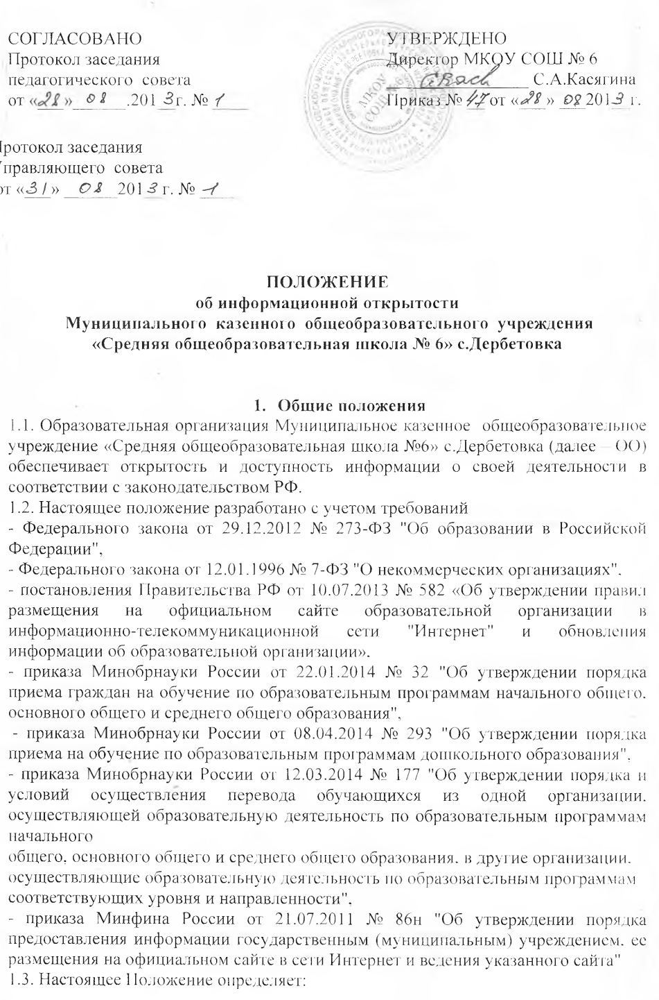 СОГЛАСОВАНО
Протокол заседания
педагогического совета
от «28» 08 .2013г. № 1
УТВЕРЖДЕНО
Директор МКОУ СОШ № 6
С.А.Касягина
Приказ № 47 от «28» 08 2013 г.
МКОУ
СОШ №6
ротокол заседания
правляющего совета
от «31» 08 2013 г. № 1
ПОЛОЖЕНИЕ
об информационной открытости
Муниципального казенного общеобразовательного учреждения
«Средняя общеобразовательная школа № 6» с.Дербетовка
1. Общие положения
1.1. Образовательная организация Муниципальное казенное общеобразовательное
учреждение «Средняя общеобразовательная школа №6» с.Дербетовка (далее – ОО)
обеспечивает открытость и доступность информации о своей деятельности в
соответствии с законодательством РФ.
1.2. Настоящее положение разработано с учетом требований
- Федерального закона от 29.12.2012 № 273-ФЗ "Об образовании в Российской
Федерации",
- Федерального закона от 12.01.1996 № 7-ФЗ "О некоммерческих организациях",
- постановления Правительства РФ от 10.07.2013 № 582 «Об утверждении правил
размещения на официальном сайте образовательной организации в
информационно-телекоммуникационной сети "Интернет" и обновления
информации об образовательной организации»,
- приказа Минобрнауки России от 22.01.2014 № 32 "Об утверждении порядка
приема граждан на обучение по образовательным программам начального общего,
основного общего и среднего общего образования",
- приказа Минобрнауки России от 08.04.2014 № 293 "Об утверждении порядка
приема на обучение по образовательным программам дошкольного образования",
- приказа Минобрнауки России от 12.03.2014 № 177 "Об утверждении порядка и
условий осуществления перевода обучающихся из одной организации,
осуществляющей образовательную деятельность по образовательным программам
начального
общего, основного общего и среднего общего образования, в другие организации,
осуществляющие образовательную деятельность по образовательным программам
соответствующих уровня и направленности",
- приказа Минфина России от 21.07.2011 № 86н "Об утверждении порядка
предоставления информации государственным (муниципальным) учреждением, ее
размещения на официальном сайте в сети Интернет и ведения указанного сайта"
1.3. Настоящее Положение определяет: